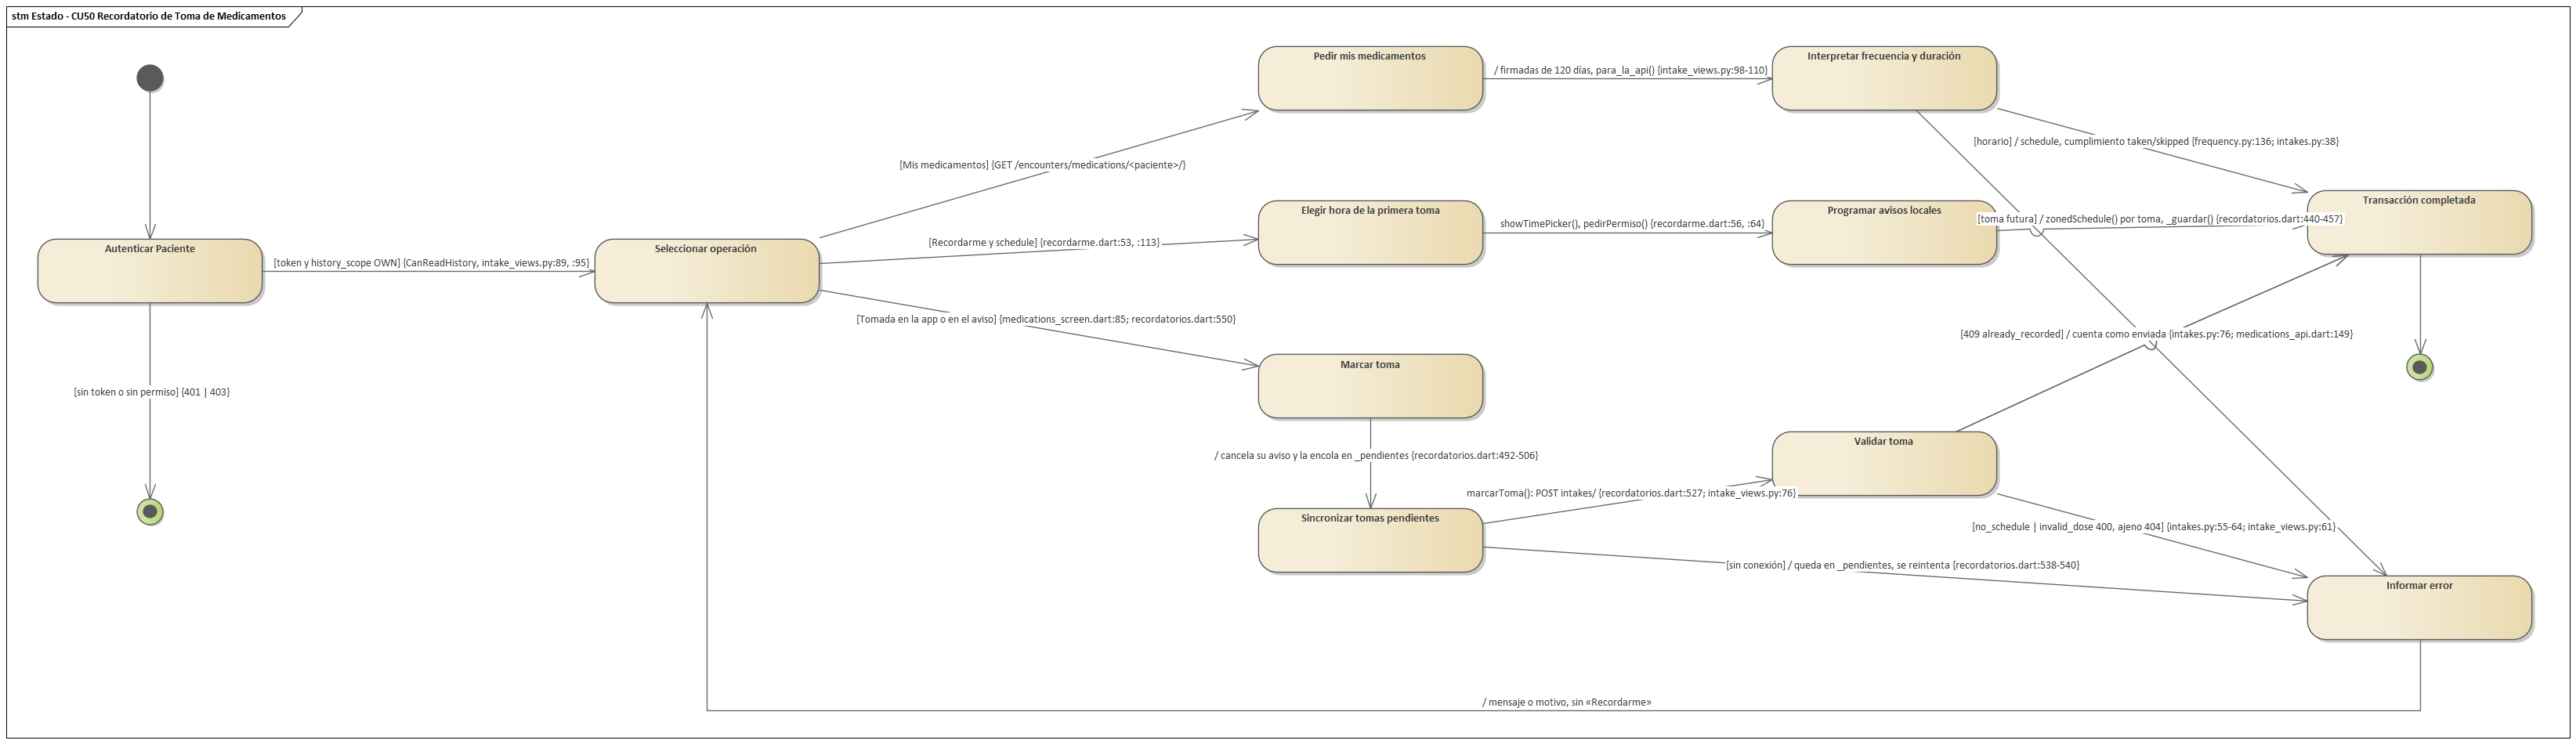 stm Estado - CU50 Recordatorio de Toma de Medicamentos
Pedir mis medicamentos
/ firmadas de 120 días, para_la_api() {intake_views.py:98-110}
Interpretar frecuencia y duración
[horario] / schedule, cumplimiento taken/skipped {frequency.py:136; intakes.py:38}
[Mis medicamentos] {GET /encounters/medications/<paciente>/}
Elegir hora de la primera toma
showTimePicker(), pedirPermiso() {recordarme.dart:56, :64}
Programar avisos locales
[toma futura] / zonedSchedule() por toma, _guardar() {recordatorios.dart:440-457}
Transacción completada
Autenticar Paciente
[token y history_scope OWN] {CanReadHistory, intake_views.py:89, :95}
Seleccionar operación
[Recordarme y schedule] {recordarme.dart:53, :113}
[Tomada en la app o en el aviso] {medications_screen.dart:85; recordatorios.dart:550}
[409 already_recorded] / cuenta como enviada {intakes.py:76; medications_api.dart:149}
Marcar toma
[sin token o sin permiso] {401 | 403}
/ cancela su aviso y la encola en _pendientes {recordatorios.dart:492-506}
Validar toma
marcarToma(): POST intakes/ {recordatorios.dart:527; intake_views.py:76}
Sincronizar tomas pendientes
[no_schedule | invalid_dose 400, ajeno 404] {intakes.py:55-64; intake_views.py:61}
[sin conexión] / queda en _pendientes, se reintenta {recordatorios.dart:538-540}
Informar error
/ mensaje o motivo, sin «Recordarme»